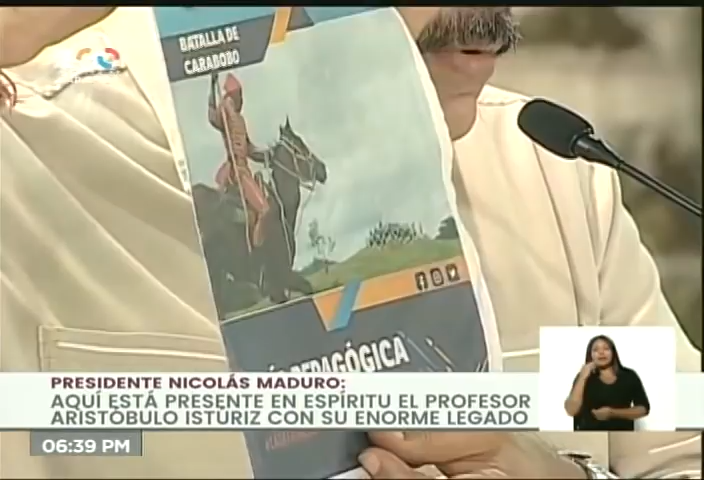 BATALLA DE
CARABOBO
PEDAGÓGICA
PRESIDENTE NICOLÁS MADURO:
AQUÍ ESTÁ PRESENTE EN ESPÍRITU EL PROFESOR
ARISTÓBULO ISTÚRIZ CON SU ENORME LEGADO
06:39 PM